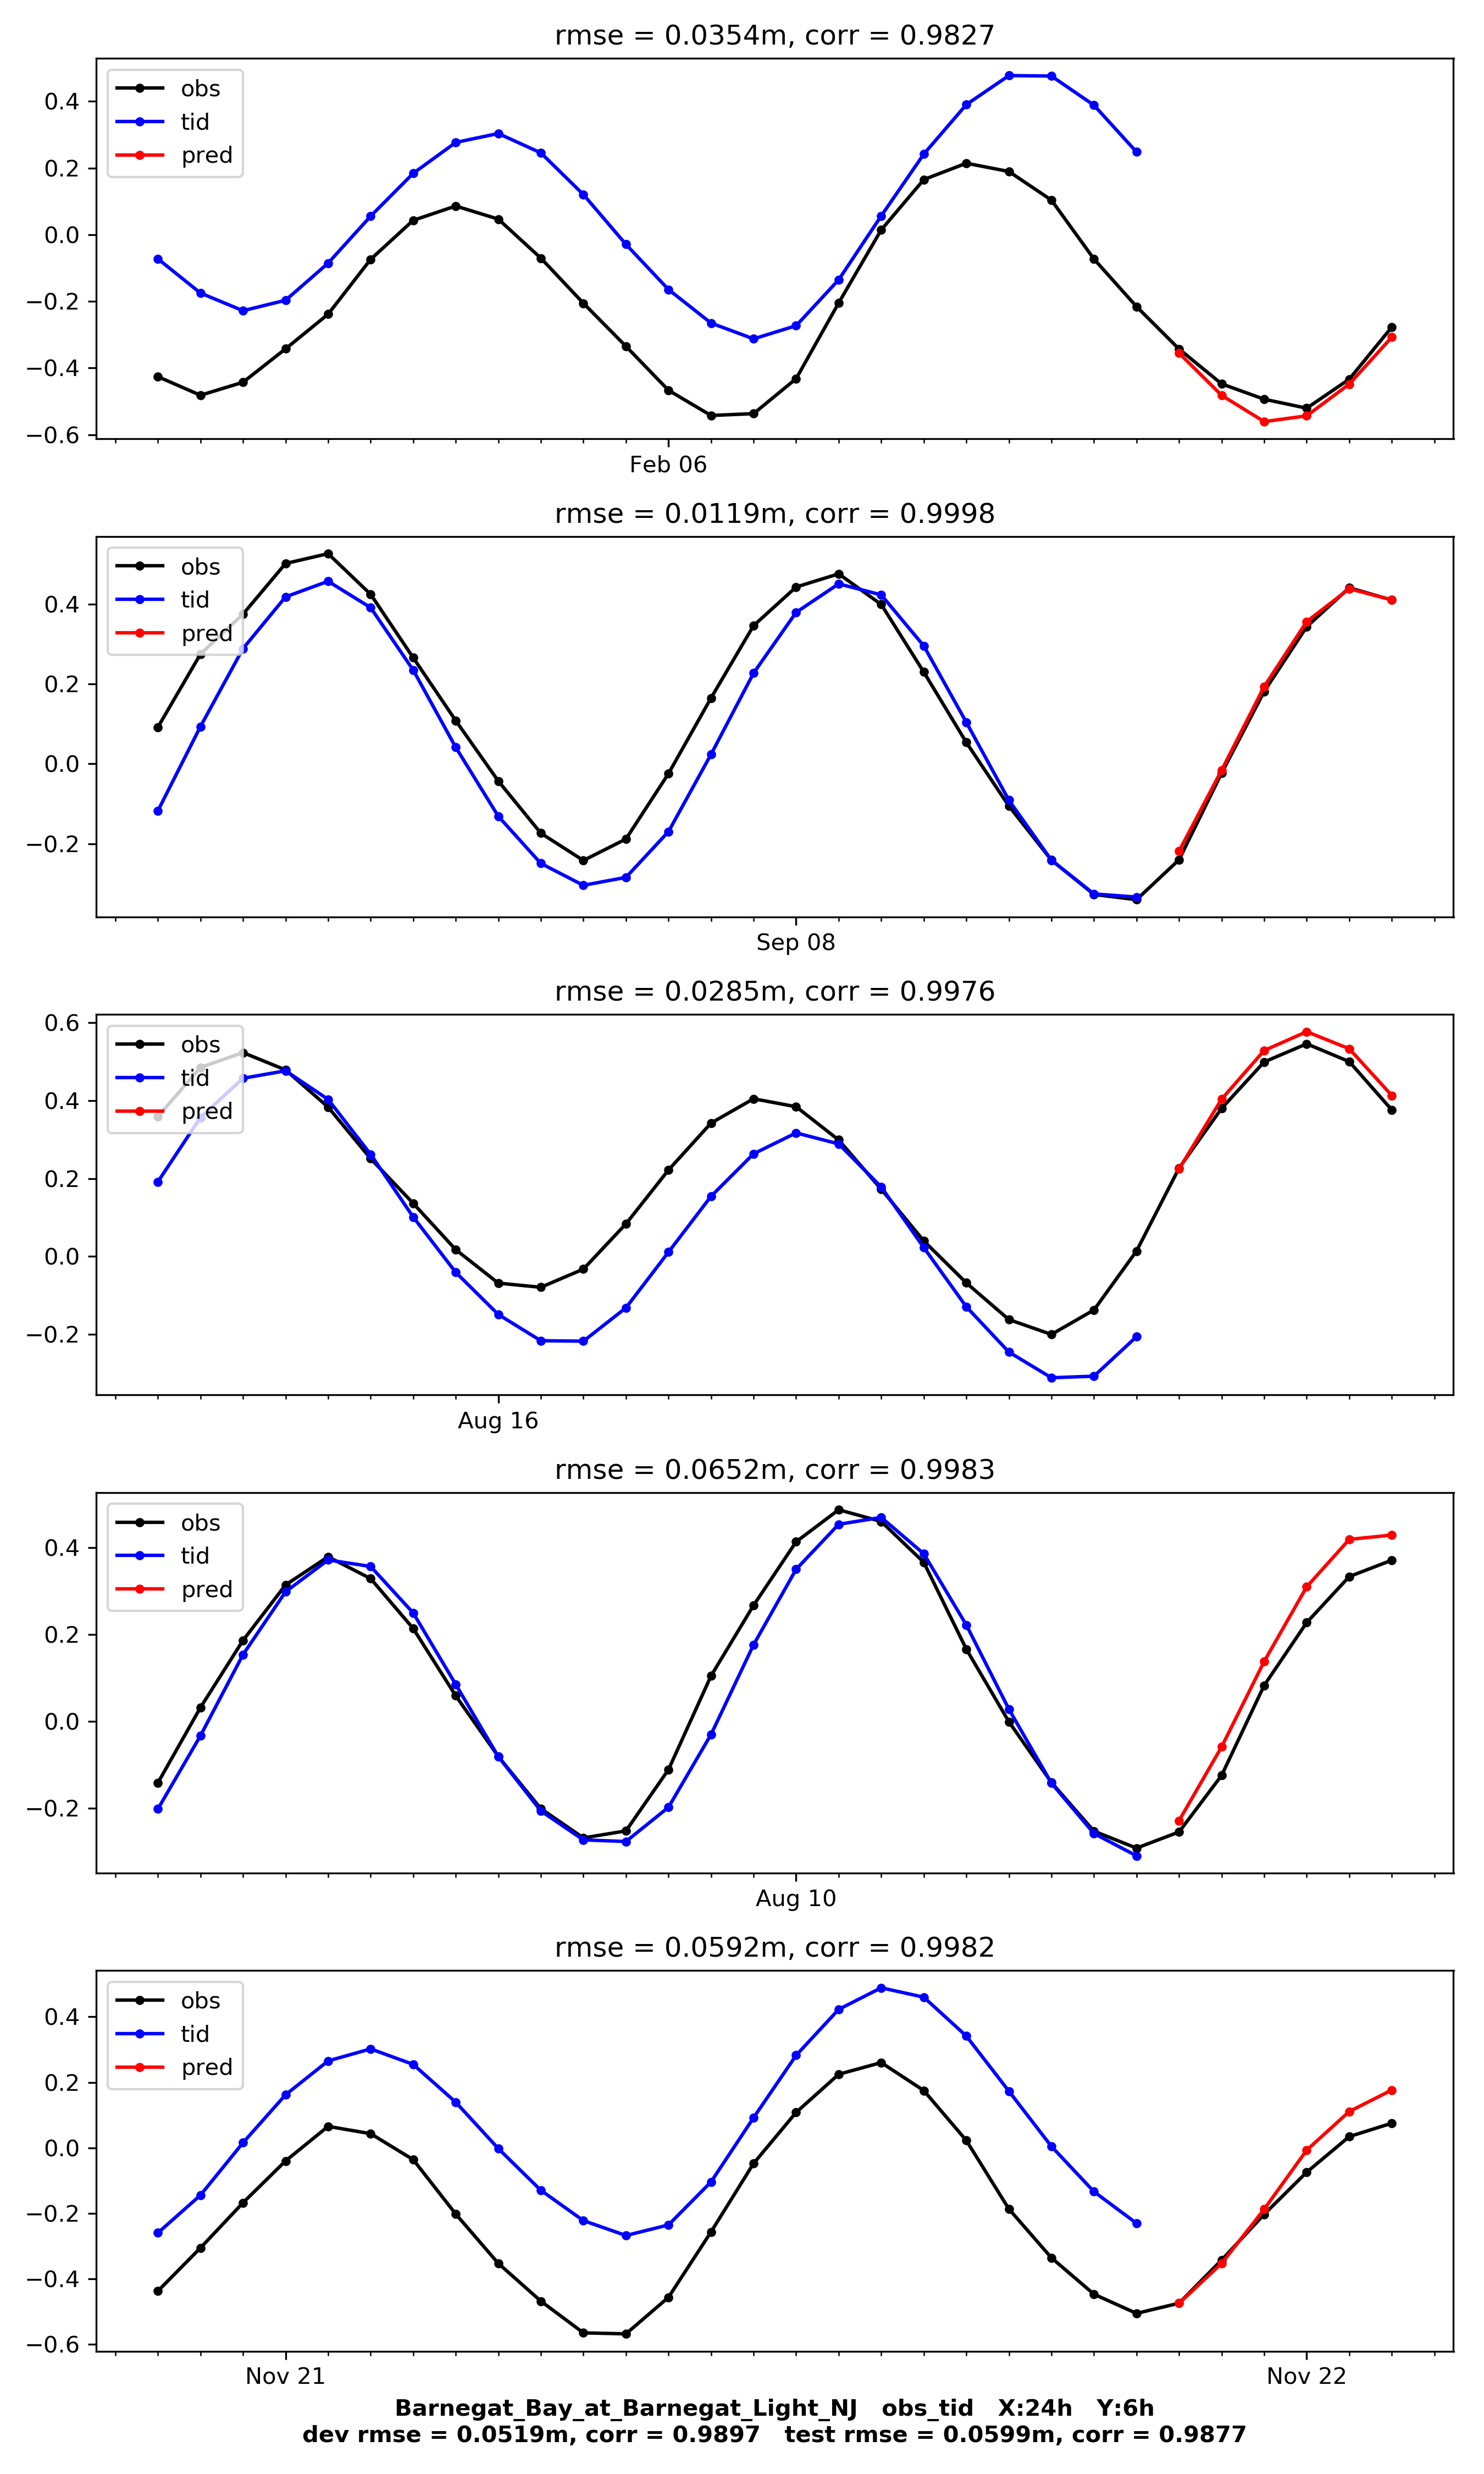 rmse = 0.0354m, corr = 0.9827
obs
tid
pred
0.4
0.2
0.0
−0.2
−0.4
−0.6
Feb 06
rmse = 0.0119m, corr = 0.9998
obs
tid
pred
0.4
0.2
0.0
−0.2
Sep 08
rmse = 0.0285m, corr = 0.9976
obs
tid
pred
0.6
0.4
0.2
0.0
−0.2
Aug 16
rmse = 0.0652m, corr = 0.9983
obs
tid
pred
0.4
0.2
0.0
−0.2
Aug 10
rmse = 0.0592m, corr = 0.9982
obs
tid
pred
0.4
0.2
0.0
−0.2
−0.4
−0.6
Nov 21 Nov 22
Barnegat_Bay_at_Barnegat_Light_NJ obs_tid X:24h Y:6h
dev rmse = 0.0519m, corr = 0.9897 test rmse = 0.0599m, corr = 0.9877